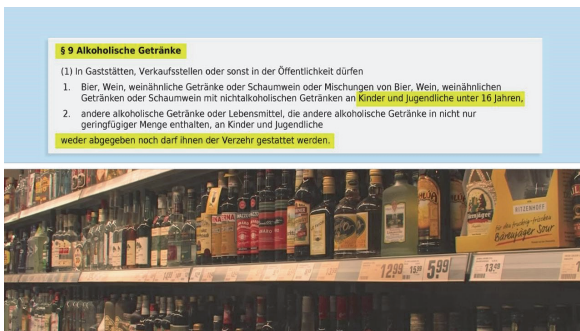 § 9 Alkoholische Getränke
(1) In Gaststätten, Verkaufsstellen oder sonst in der Öffentlichkeit dürfen
1. Bier, Wein, weinähnliche Getränke oder Schaumwein oder Mischungen von Bier, Wein, weinähnlichen
Getränken oder Schaumwein mit nichtalkoholischen Getränken an Kinder und Jugendliche unter 16 Jahren,
2. andere alkoholische Getränke oder Lebensmittel, die andere alkoholische Getränke in nicht nur
geringfügiger Menge enthalten, an Kinder und Jugendliche
weder abgegeben noch darf ihnen der Verzehr gestattet werden.
KITZENHOFF
Bärenjäger Sour
12.99
5.99
13.49